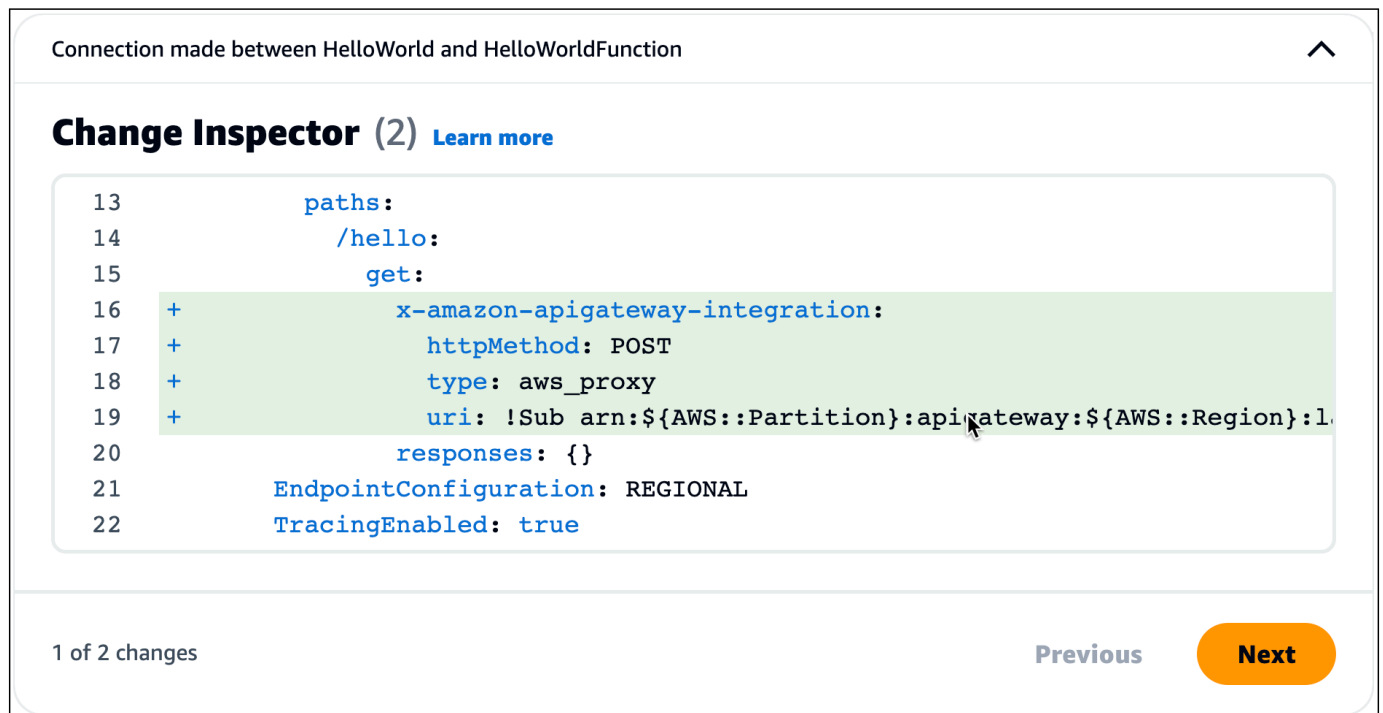 Connection made between HelloWorld and HelloWorldFunction
Change Inspector (2) Learn more
13 paths:
14 /hello:
15 get:
16 + x-amazon-apigateway-integration:
17 + httpMethod: POST
18 + type: aws_proxy
19 + uri: !Sub arn:${AWS::Partition}:apigateway:${AWS::Region}:l
20 responses: {}
21 EndpointConfiguration: REGIONAL
22 TracingEnabled: true
1 of 2 changes
Previous
Next